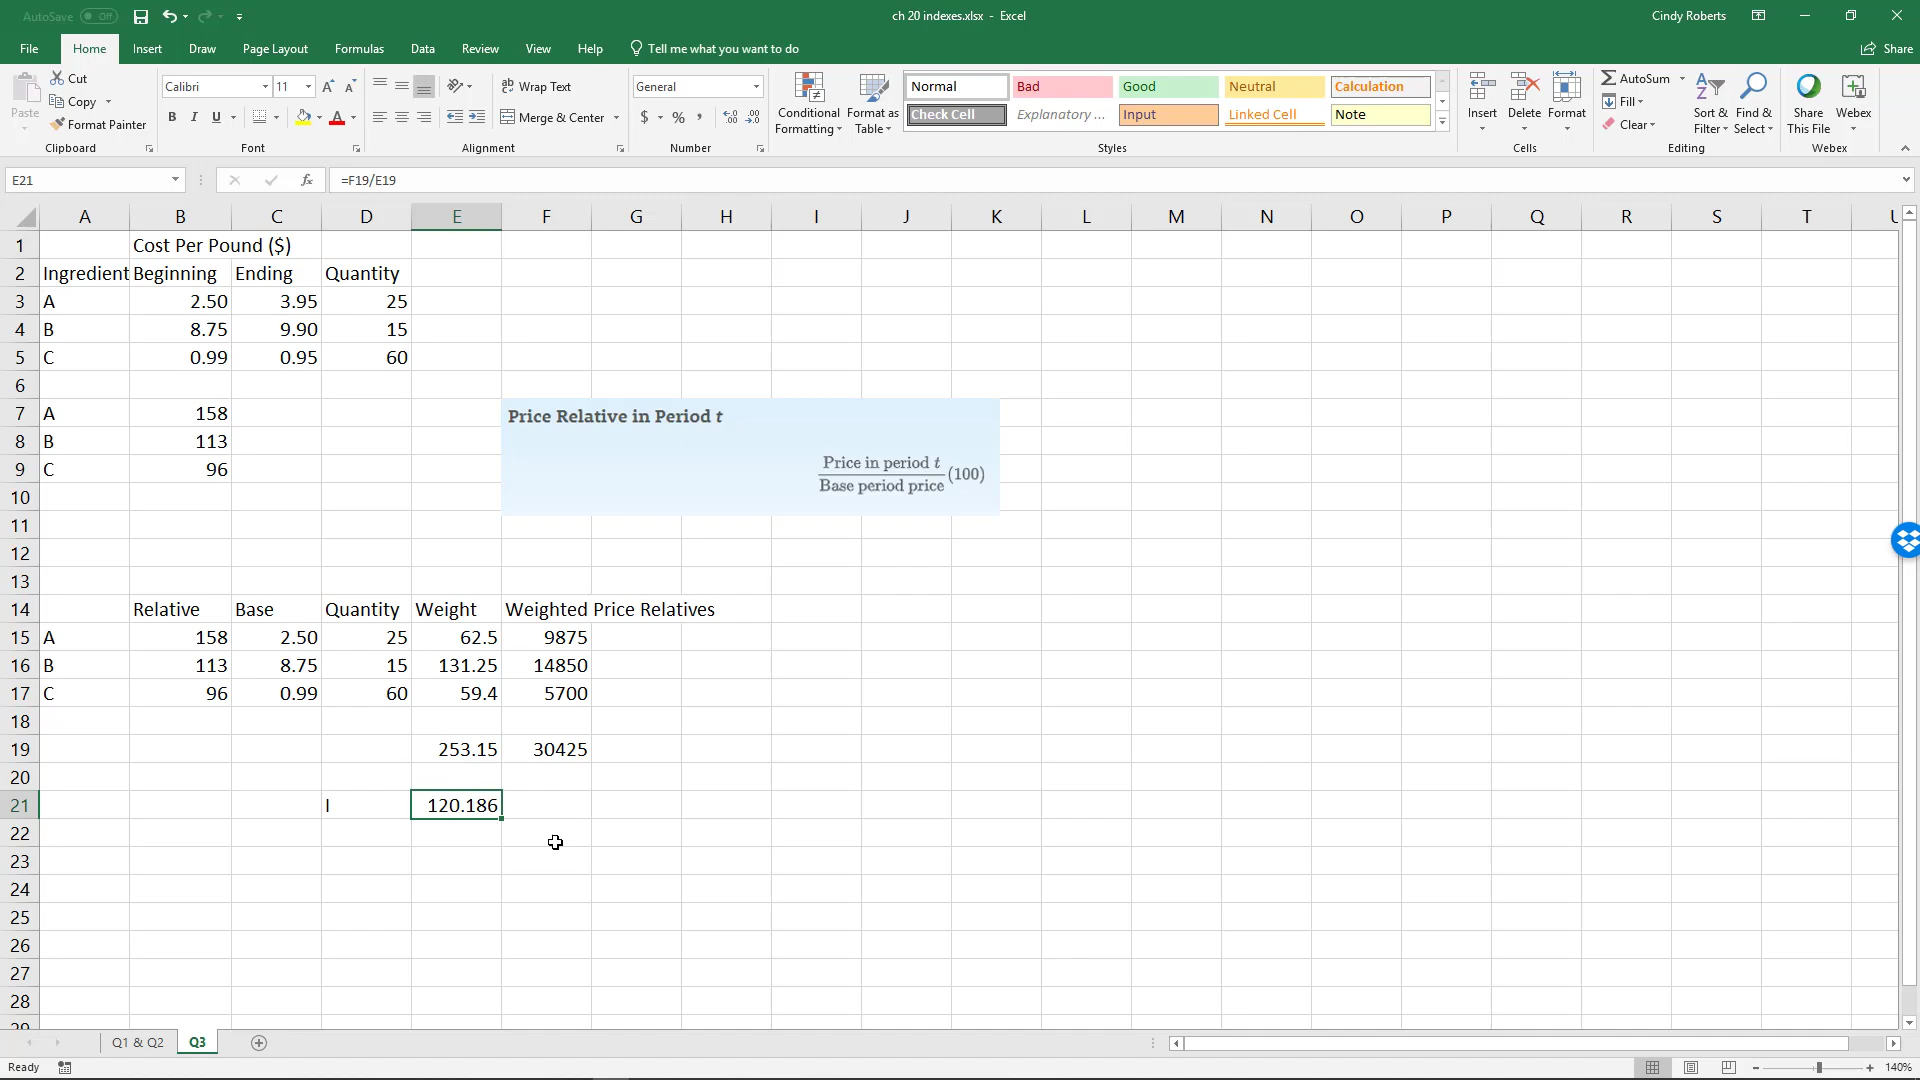 AutoSave Off
ch 20 indexes.xlsx - Excel
Cindy Roberts
File Home Insert Draw Page Layout Formulas Data Review View Help Tell me what you want to do Share
Paste
Cut
Copy
Format Painter
Clipboard
Calibri 11
B I U
Font
Wrap Text
Merge & Center
Alignment
General
$ % ,
Number
Conditional Formatting
Format as Table
Normal Bad Good Neutral Calculation
Check Cell Explanatory ... Input Linked Cell Note
Styles
Insert Delete Format
Cells
AutoSum
Fill
Clear
Sort & Filter
Find & Select
Editing
Share This File
Webex
Webex
E21 fx =F19/E19
A B C D E F G H I J K L M N O P Q R S T U
1 Cost Per Pound ($)
2 Ingredient Beginning Ending Quantity
3 A 2.50 3.95 25
4 B 8.75 9.90 15
5 C 0.99 0.95 60
6
7 A 158
8 B 113
9 C 96
Price Relative in Period t
Price in period t
Base period price (100)
10
11
12
13
14 Relative Base Quantity Weight Weighted Price Relatives
15 A 158 2.50 25 62.5 9875
16 B 113 8.75 15 131.25 14850
17 C 96 0.99 60 59.4 5700
18
19 253.15 30425
20
21 I 120.186
22
23
24
25
26
27
28
29
Q1 & Q2 Q3
Ready
140%